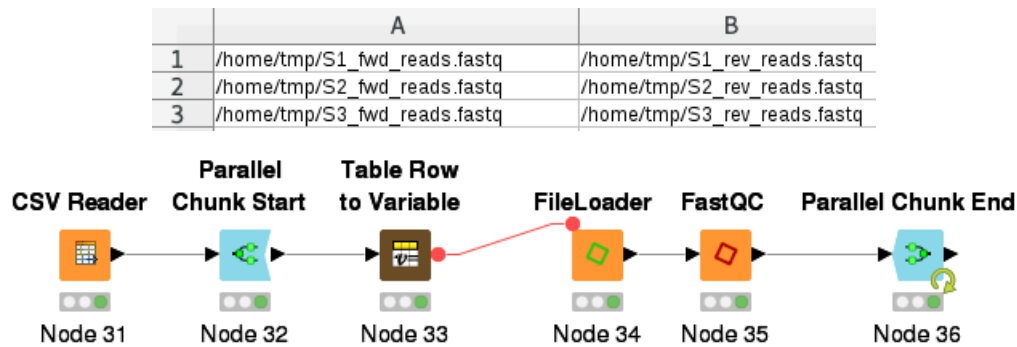 A B
1 /home/tmp/S1_fwd_reads.fastq /home/tmp/S1_rev_reads.fastq
2 /home/tmp/S2_fwd_reads.fastq /home/tmp/S2_rev_reads.fastq
3 /home/tmp/S3_fwd_reads.fastq /home/tmp/S3_rev_reads.fastq
CSV Reader
Parallel
Chunk Start
Table Row
to Variable
FileLoader
FastQC
Parallel Chunk End
v=
Node 31
Node 32
Node 33
Node 34
Node 35
Node 36